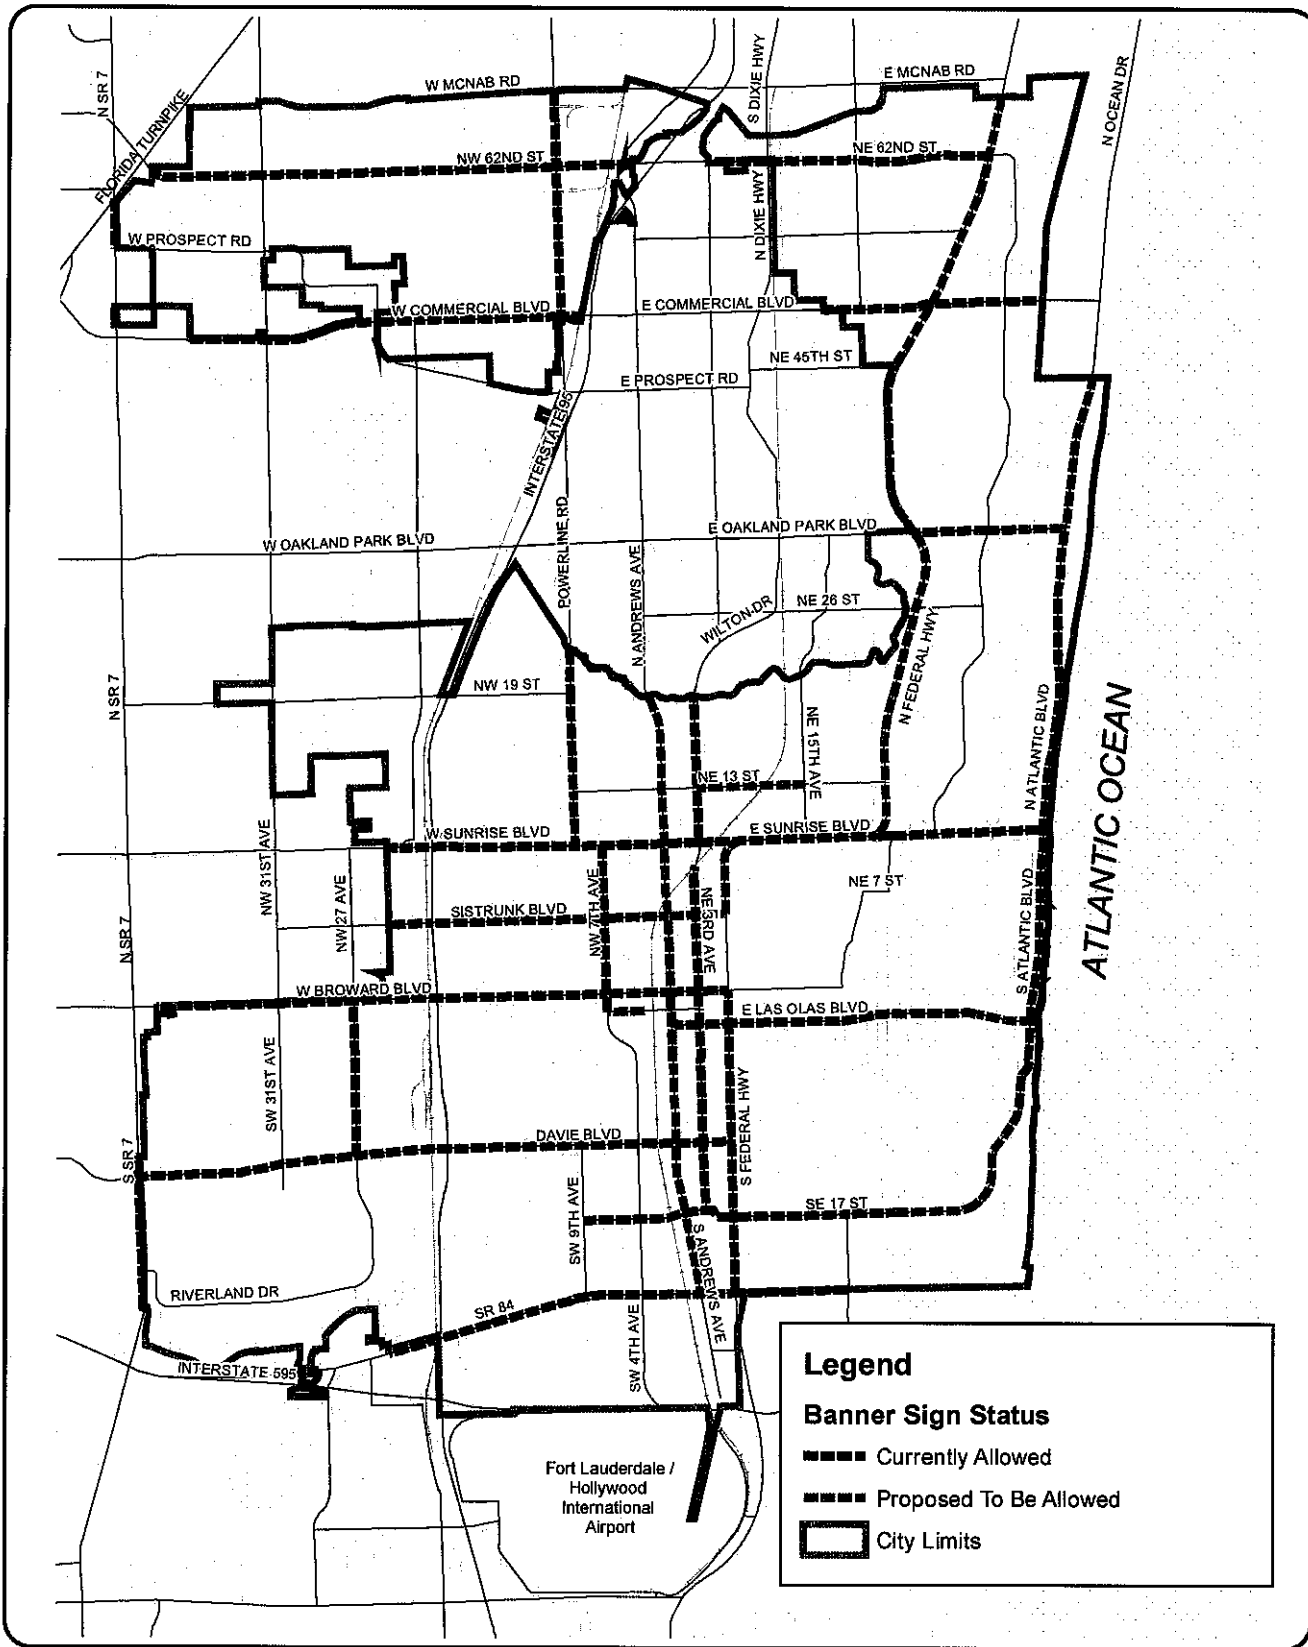 N SR 7
FLORIDA TURNPIKE
W MCNAB RD
S DIXIE HWY
E MCNAB RD
N OCEAN DR
NW 62ND ST
NE 62ND ST
W PROSPECT RD
N DIXIE HWY
W COMMERCIAL BLVD
E COMMERCIAL BLVD
NE 45TH ST
E PROSPECT RD
INTERSTATE 95
POWERLINE RD
W OAKLAND PARK BLVD
E OAKLAND PARK BLVD
N ANDREWS AVE
WILTON DR
NE 26 ST
N FEDERAL HWY
N SR 7
NW 19 ST
NE 15TH AVE
N ATLANTIC BLVD
ATLANTIC OCEAN
NE 13 ST
W SUNRISE BLVD
E SUNRISE BLVD
NW 31ST AVE
NW 27 AVE
NW 7TH AVE
NE 3RD AVE
NE 7 ST
SISTRUNK BLVD
N SR 7
S ATLANTIC BLVD
W BROWARD BLVD
E LAS OLAS BLVD
SW 31ST AVE
S FEDERAL HWY
DAVIE BLVD
S SR 7
SW 9TH AVE
SE 17 ST
S ANDREWS AVE
RIVERLAND DR
SR 84
SW 4TH AVE
INTERSTATE 595
Fort Lauderdale /
Hollywood
International
Airport
Legend
Banner Sign Status
Currently Allowed
Proposed To Be Allowed
City Limits